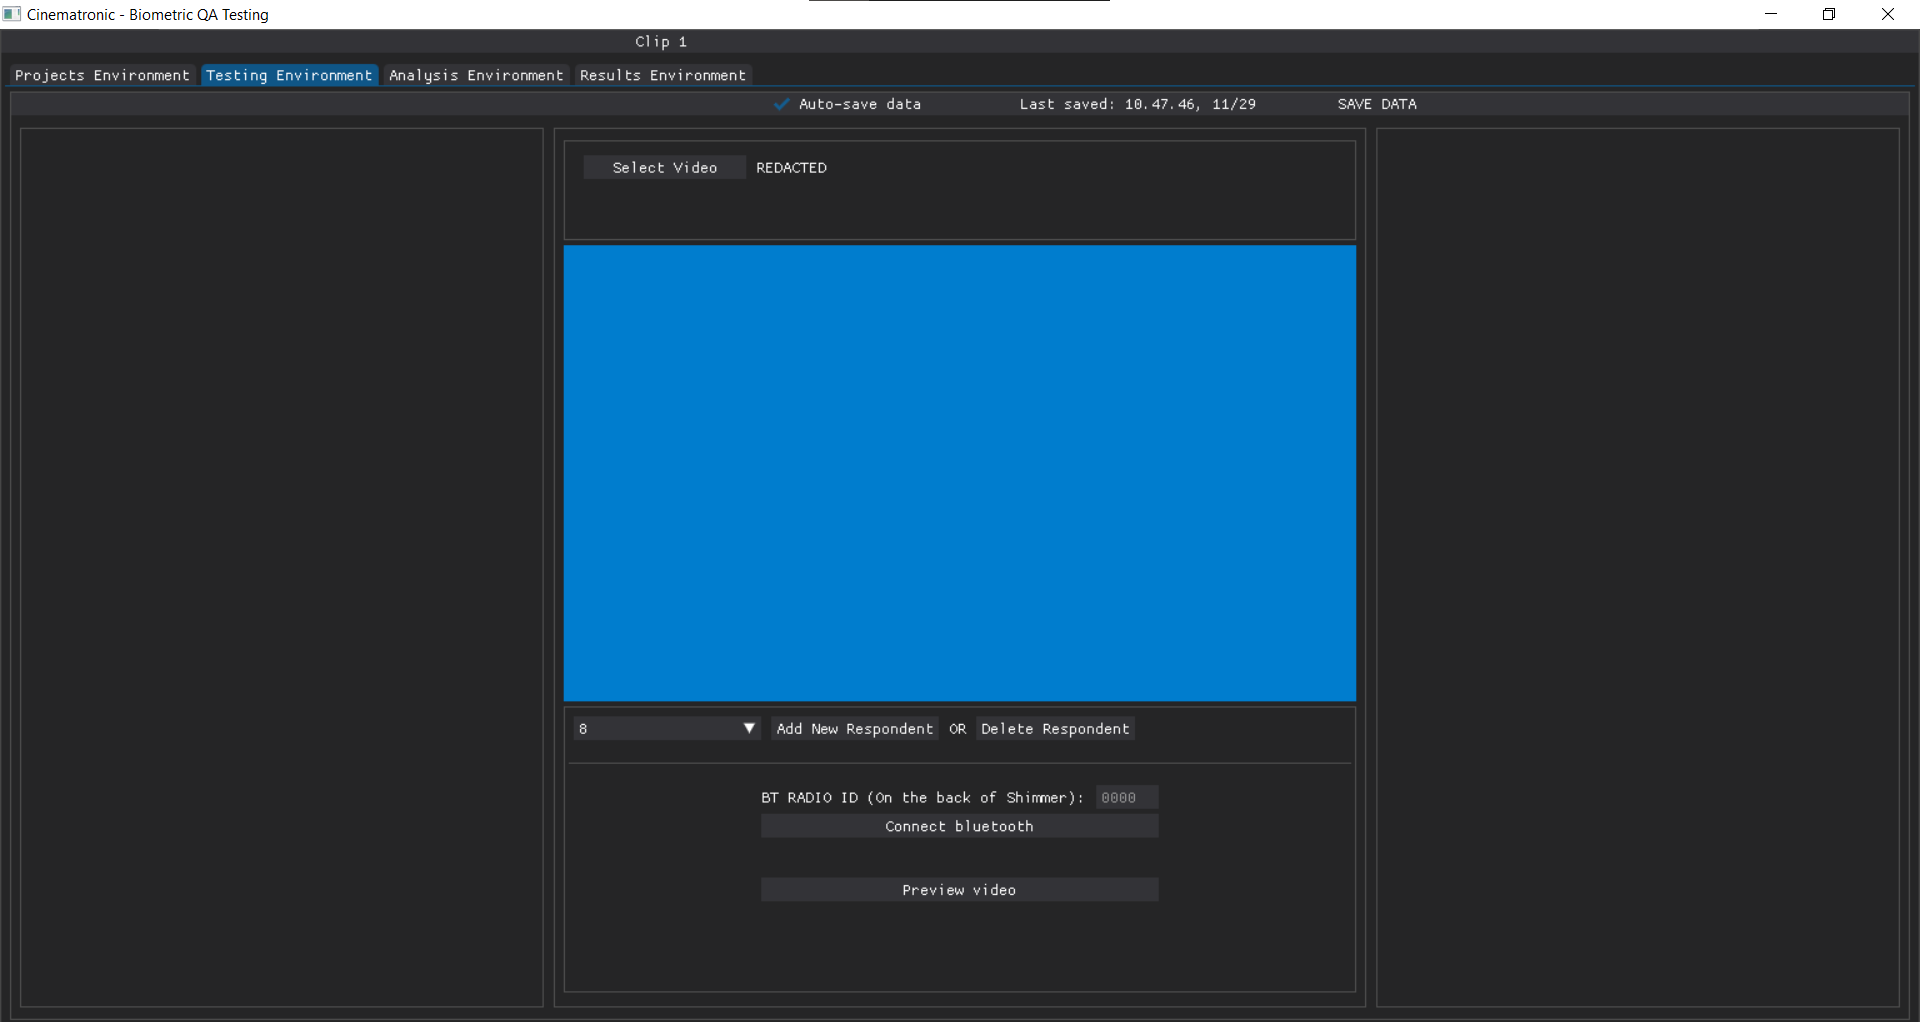 Cinematronic - Biometric QA Testing
Clip 1
Projects Environment Testing Environment Analysis Environment Results Environment
Auto-save data Last saved: 10.47.46, 11/29 SAVE DATA
Select Video REDACTED
8 Add New Respondent OR Delete Respondent
BT RADIO ID (On the back of Shimmer): 0000
Connect bluetooth
Preview video